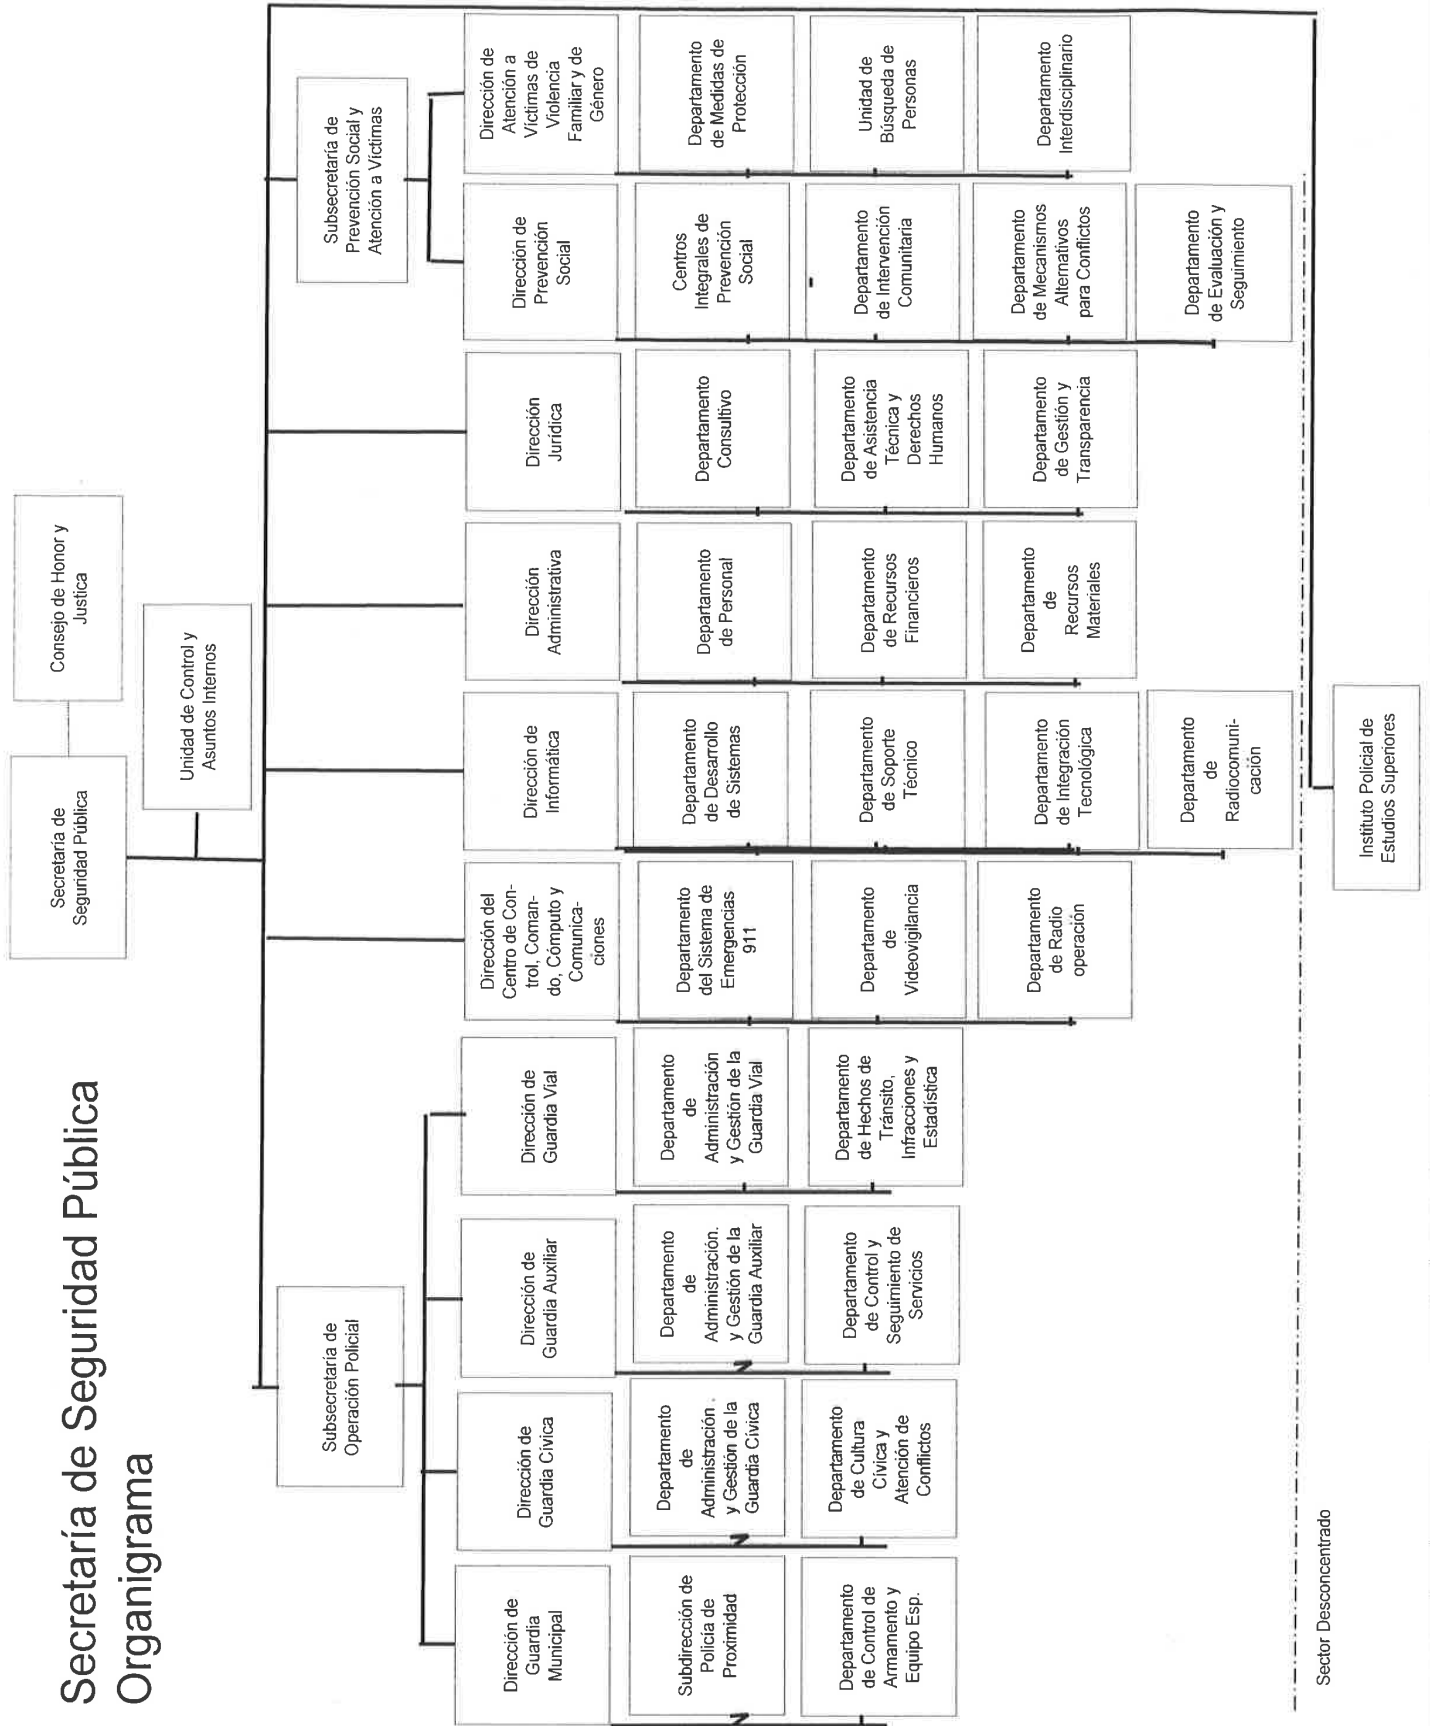 Secretaría de Seguridad Pública
Organigrama
Secretaría de
Seguridad Pública
Consejo de Honor y
Justica
Unidad de Control y
Asuntos Internos
Subsecretaría de
Operación Policial
Subsecretaría de
Prevención Social y
Atención a Víctimas
Dirección de
Guardia
Municipal
Subdirección de
Policía de
Proximidad
Departamento
de Control de
Armamento y
Equipo Esp.
Dirección de
Guardia Cívica
Departamento
de
Administración .
y Gestión de la
Guardia Cívica
Departamento
de Cultura
Cívica y
Atención de
Conflictos
Dirección de
Guardia Auxiliar
Departamento
de
Administración.
y Gestión de la
Guardia Auxiliar
Departamento
de Control y
Seguimiento de
Servicios
Dirección de
Guardia Vial
Departamento
de
Administración
y Gestión de la
Guardia Vial
Departamento
de Hechos de
Tránsito,
Infracciones y
Estadística
Dirección del
Centro de Con-
trol, Coman-
do, Cómputo y
Comunica-
ciones
Departamento
del Sistema de
Emergencias
911
Departamento
de
Videovigilancia
Departamento
de Radio
operación
Dirección de
Informática
Departamento
de Desarrollo
de Sistemas
Departamento
de Soporte
Técnico
Departamento
de Integración
Tecnológica
Departamento
de
Radiocomuni-
cación
Dirección
Administrativa
Departamento
de Personal
Departamento
de Recursos
Financieros
Departamento
de
Recursos
Materiales
Dirección
Jurídica
Departamento
Consultivo
Departamento
de Asistencia
Técnica y
Derechos
Humanos
Departamento
de Gestión y
Transparencia
Dirección de
Prevención
Social
Centros
Integrales de
Prevención
Social
Departamento
de Intervención
Comunitaria
Departamento
de Mecanismos
Alternativos
para Conflictos
Departamento
de Evaluación y
Seguimiento
Dirección de
Atención a
Víctimas de
Violencia
Familiar y de
Género
Departamento
de Medidas de
Protección
Unidad de
Búsqueda de
Personas
Departamento
Interdisciplinario
Sector Desconcentrado
Instituto Policial de
Estudios Superiores